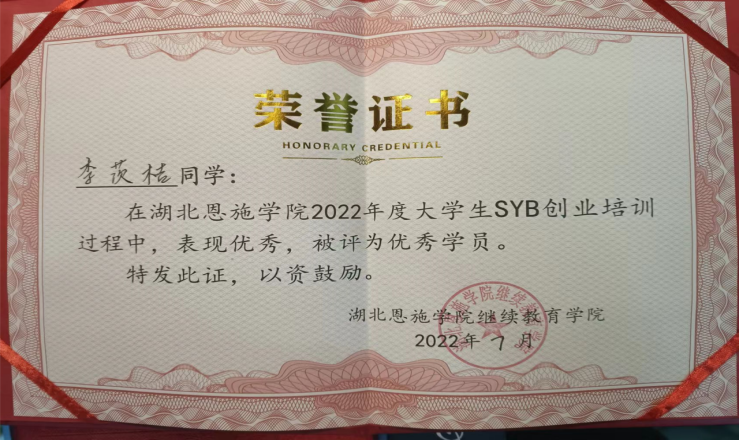 荣誉证书
HONORARY CREDENTIAL
李茨桔同学：
在湖北恩施学院2022年度大学生SYB创业培训
过程中，表现优秀，被评为优秀学员。
特发此证，以资鼓励。
湖北恩施学院继续教育学院
2022年7月